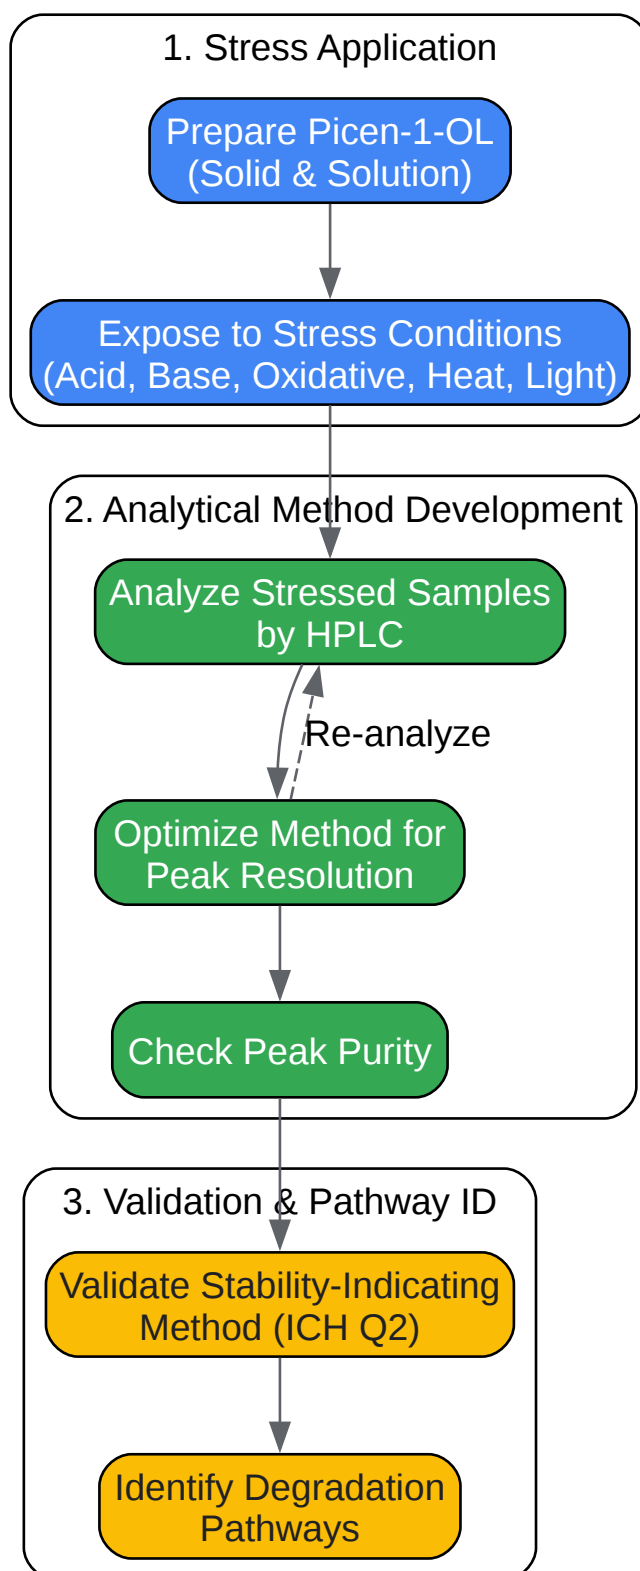 1. Stress Application
Prepare Picen-1-OL
(Solid & Solution)
Expose to Stress Conditions
(Acid, Base, Oxidative, Heat, Light)
2. Analytical Method Development
Analyze Stressed Samples
by HPLC
Re-analyze
Optimize Method for
Peak Resolution
Check Peak Purity
3. Validation & Pathway ID
Validate Stability-Indicating
Method (ICH Q2)
Identify Degradation
Pathways